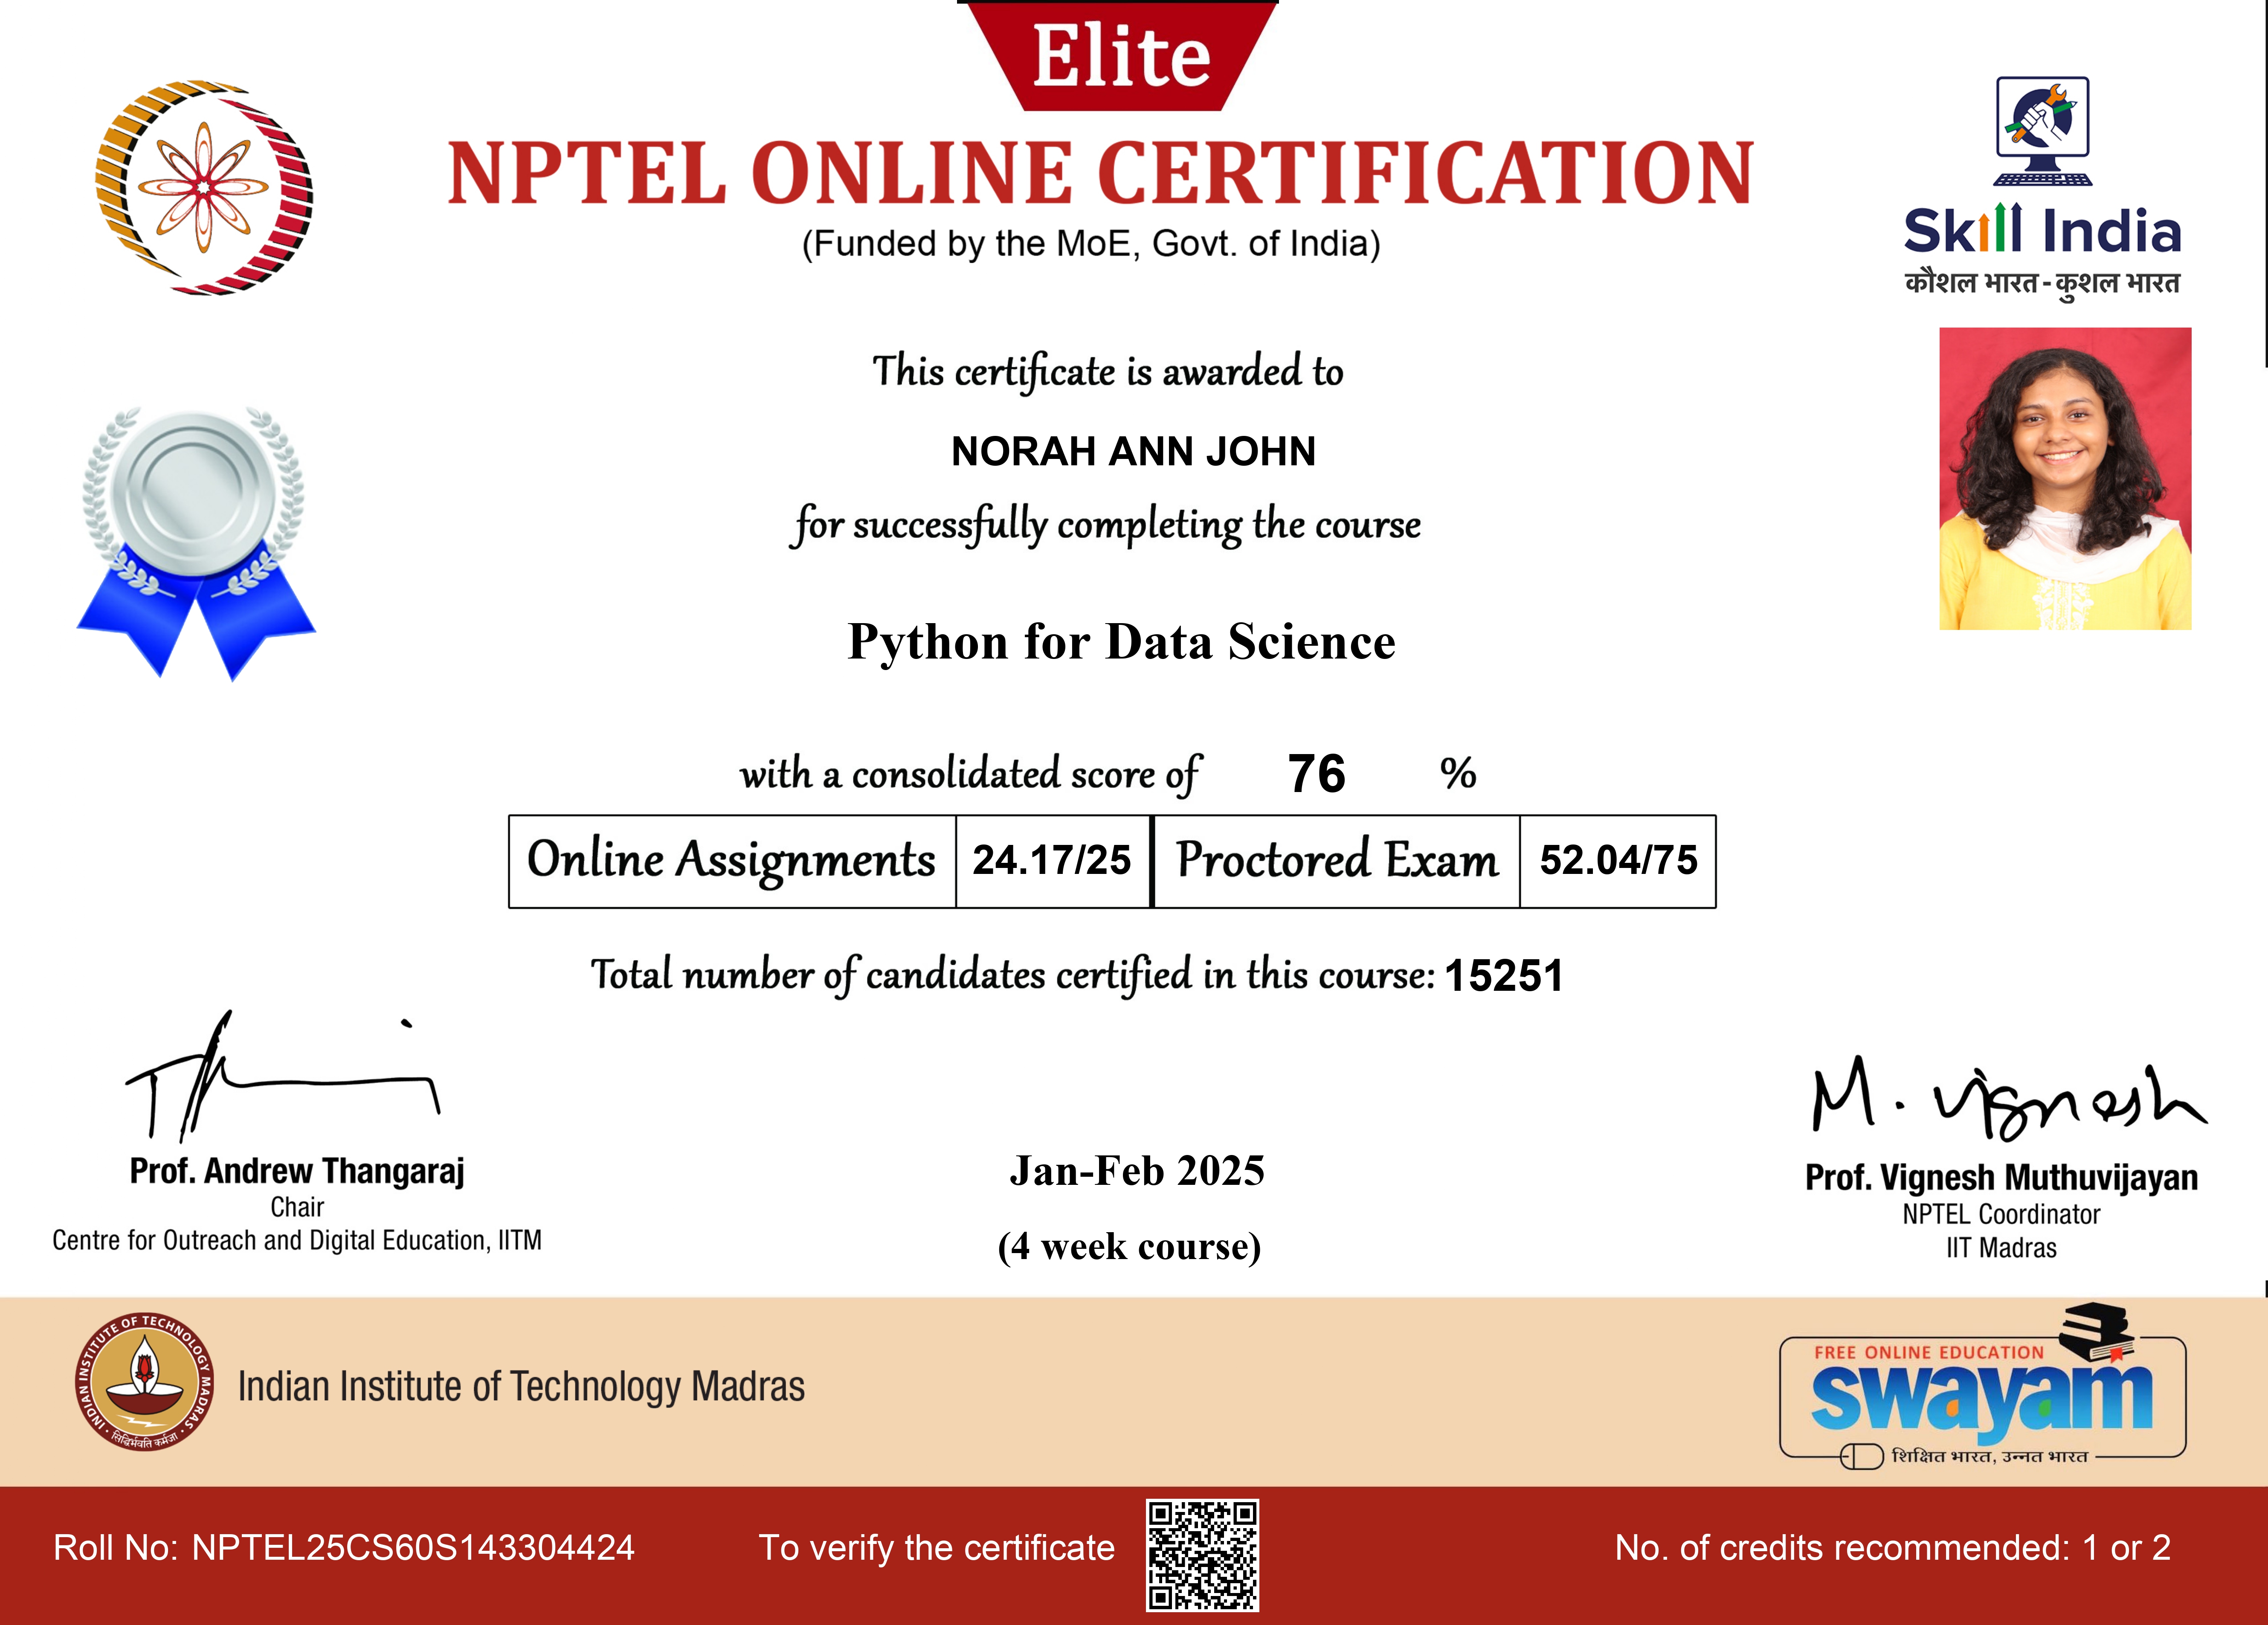 Elite
NPTEL ONLINE CERTIFICATION
(Funded by the MoE, Govt. of India)
Skill India
कौशल भारत - कुशल भारत
This certificate is awarded to
NORAH ANN JOHN
for successfully completing the course
Python for Data Science
with a consolidated score of 76 %
Online Assignments 24.17/25 Proctored Exam 52.04/75
Total number of candidates certified in this course: 15251
M. Vignesh
Prof. Andrew Thangaraj
Chair
Centre for Outreach and Digital Education, IITM
Jan-Feb 2025
(4 week course)
Prof. Vignesh Muthuvijayan
NPTEL Coordinator
IIT Madras
INDIAN INSTITUTE OF TECHNOLOGY MADRAS
सिद्धिर्भवति कर्मजा
Indian Institute of Technology Madras
FREE ONLINE EDUCATION
swayam
शिक्षित भारत, उन्नत भारत
Roll No: NPTEL25CS60S143304424
To verify the certificate
No. of credits recommended: 1 or 2